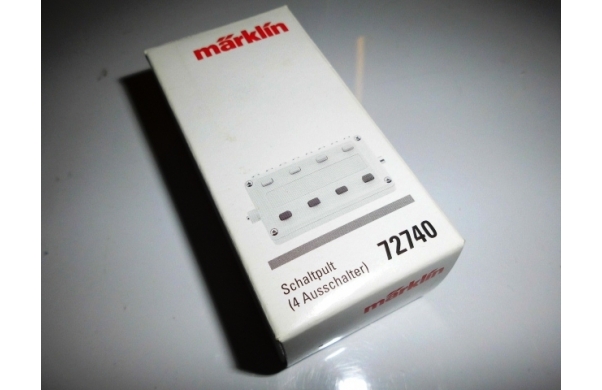 märklin
Schaltpult
(4 Ausschalter)
72740
märklin